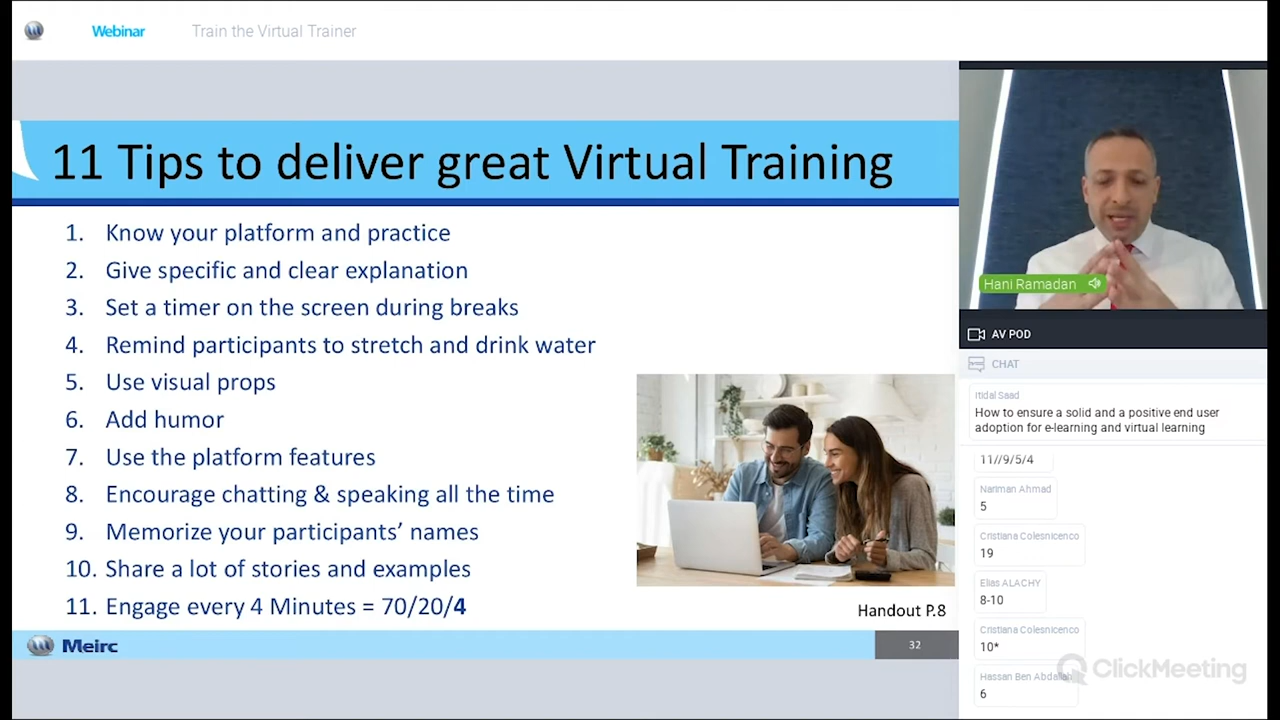 Webinar
Train the Virtual Trainer
11 Tips to deliver great Virtual Training
1. Know your platform and practice
2. Give specific and clear explanation
3. Set a timer on the screen during breaks
4. Remind participants to stretch and drink water
5. Use visual props
6. Add humor
7. Use the platform features
8. Encourage chatting & speaking all the time
9. Memorize your participants’ names
10. Share a lot of stories and examples
11. Engage every 4 Minutes = 70/20/4
Handout P.8
Meirc
32
Hani Ramadan
AV POD
CHAT
Itidal Saad
How to ensure a solid and a positive end user
adoption for e-learning and virtual learning
11//9/5/4
Nariman Ahmad
5
Cristiana Colesnicenco
19
Elias ALACHY
8-10
Cristiana Colesnicenco
10*
Hassan Ben Abdallah
6
ClickMeeting